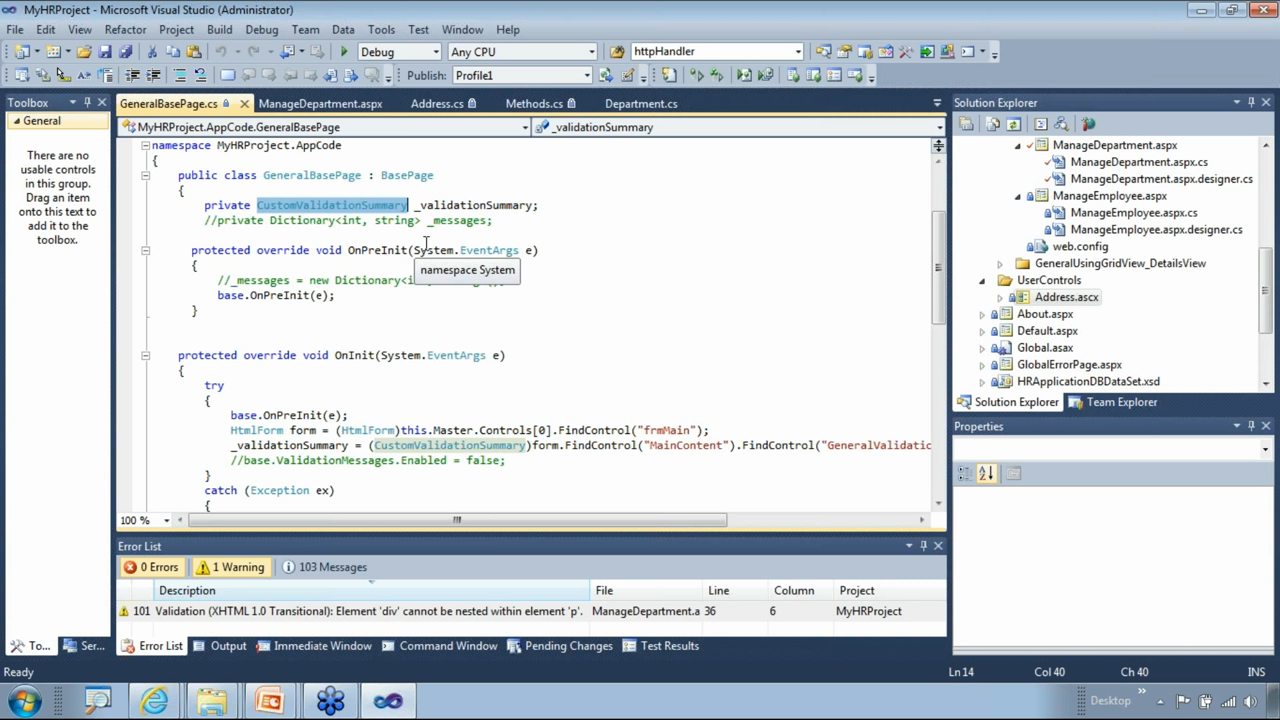 MyHRProject - Microsoft Visual Studio (Administrator)
File Edit View Refactor Project Build Debug Team Data Tools Test Window Help
Debug Any CPU httpHandler
Publish: Profile1
Toolbox
General
There are no
usable controls
in this group.
Drag an item
onto this text to
add it to the
toolbox.
GeneralBasePage.cs ManageDepartment.aspx Address.cs Methods.cs Department.cs
MyHRProject.AppCode.GeneralBasePage _validationSummary
namespace MyHRProject.AppCode
{
public class GeneralBasePage : BasePage
{
private CustomValidationSummary _validationSummary;
//private Dictionary<int, string> _messages;
protected override void OnPreInit(System.EventArgs e)
namespace System
{
//_messages = new Dictionary<i
base.OnPreInit(e);
}
protected override void OnInit(System.EventArgs e)
{
try
{
base.OnPreInit(e);
HtmlForm form = (HtmlForm)this.Master.Controls[0].FindControl("frmMain");
_validationSummary = (CustomValidationSummary)form.FindControl("MainContent").FindControl("GeneralValidatio
//base.ValidationMessages.Enabled = false;
}
catch (Exception ex)
{
100 %
Solution Explorer
ManageDepartment.aspx
ManageDepartment.aspx.cs
ManageDepartment.aspx.designer.cs
ManageEmployee.aspx
ManageEmployee.aspx.cs
ManageEmployee.aspx.designer.cs
web.config
GeneralUsingGridView_DetailsView
UserControls
Address.ascx
About.aspx
Default.aspx
Global.asax
GlobalErrorPage.aspx
HRApplicationDBDataSet.xsd
Solution Explorer Team Explorer
Properties
Error List
0 Errors 1 Warning 103 Messages
Description File Line Column Project
101 Validation (XHTML 1.0 Transitional): Element 'div' cannot be nested within element 'p'. ManageDepartment.a 36 6 MyHRProject
To... Ser... Error List Output Immediate Window Command Window Pending Changes Test Results
Ready Ln 14 Col 40 Ch 40 INS
Desktop